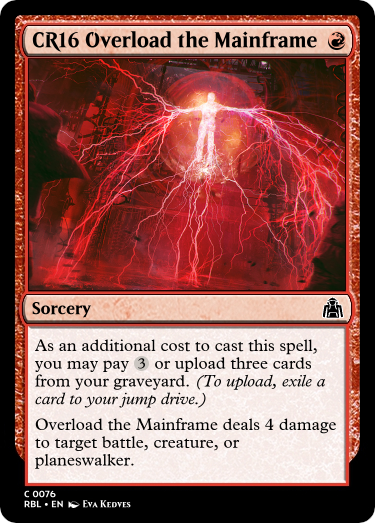 CR16 Overload the Mainframe
Sorcery
As an additional cost to cast this spell,
you may pay 3 or upload three cards
from your graveyard. (To upload, exile a
card to your jump drive.)
Overload the Mainframe deals 4 damage
to target battle, creature, or
planeswalker.
C 0076
RBL • EN Eva Kedves